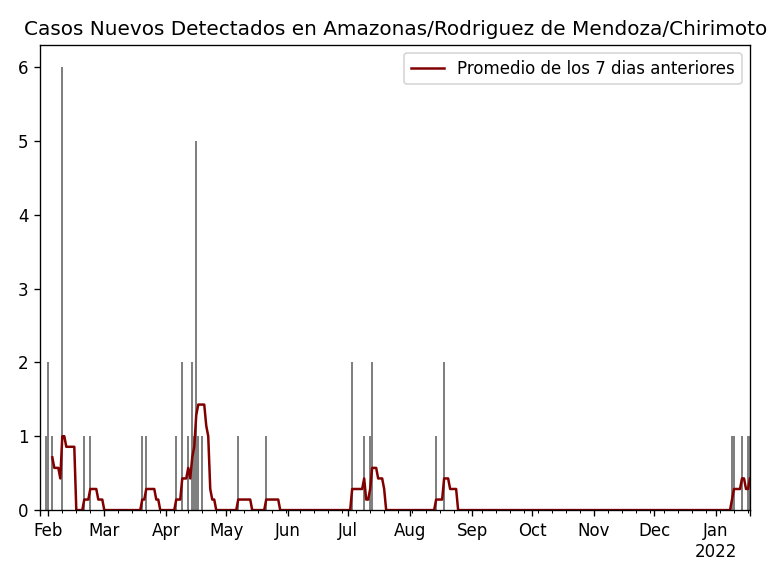 Casos Nuevos Detectados en Amazonas/Rodriguez de Mendoza/Chirimoto
Promedio de los 7 dias anteriores
6
5
4
3
2
1
0
Feb Mar Apr May Jun Jul Aug Sep Oct Nov Dec Jan
2022